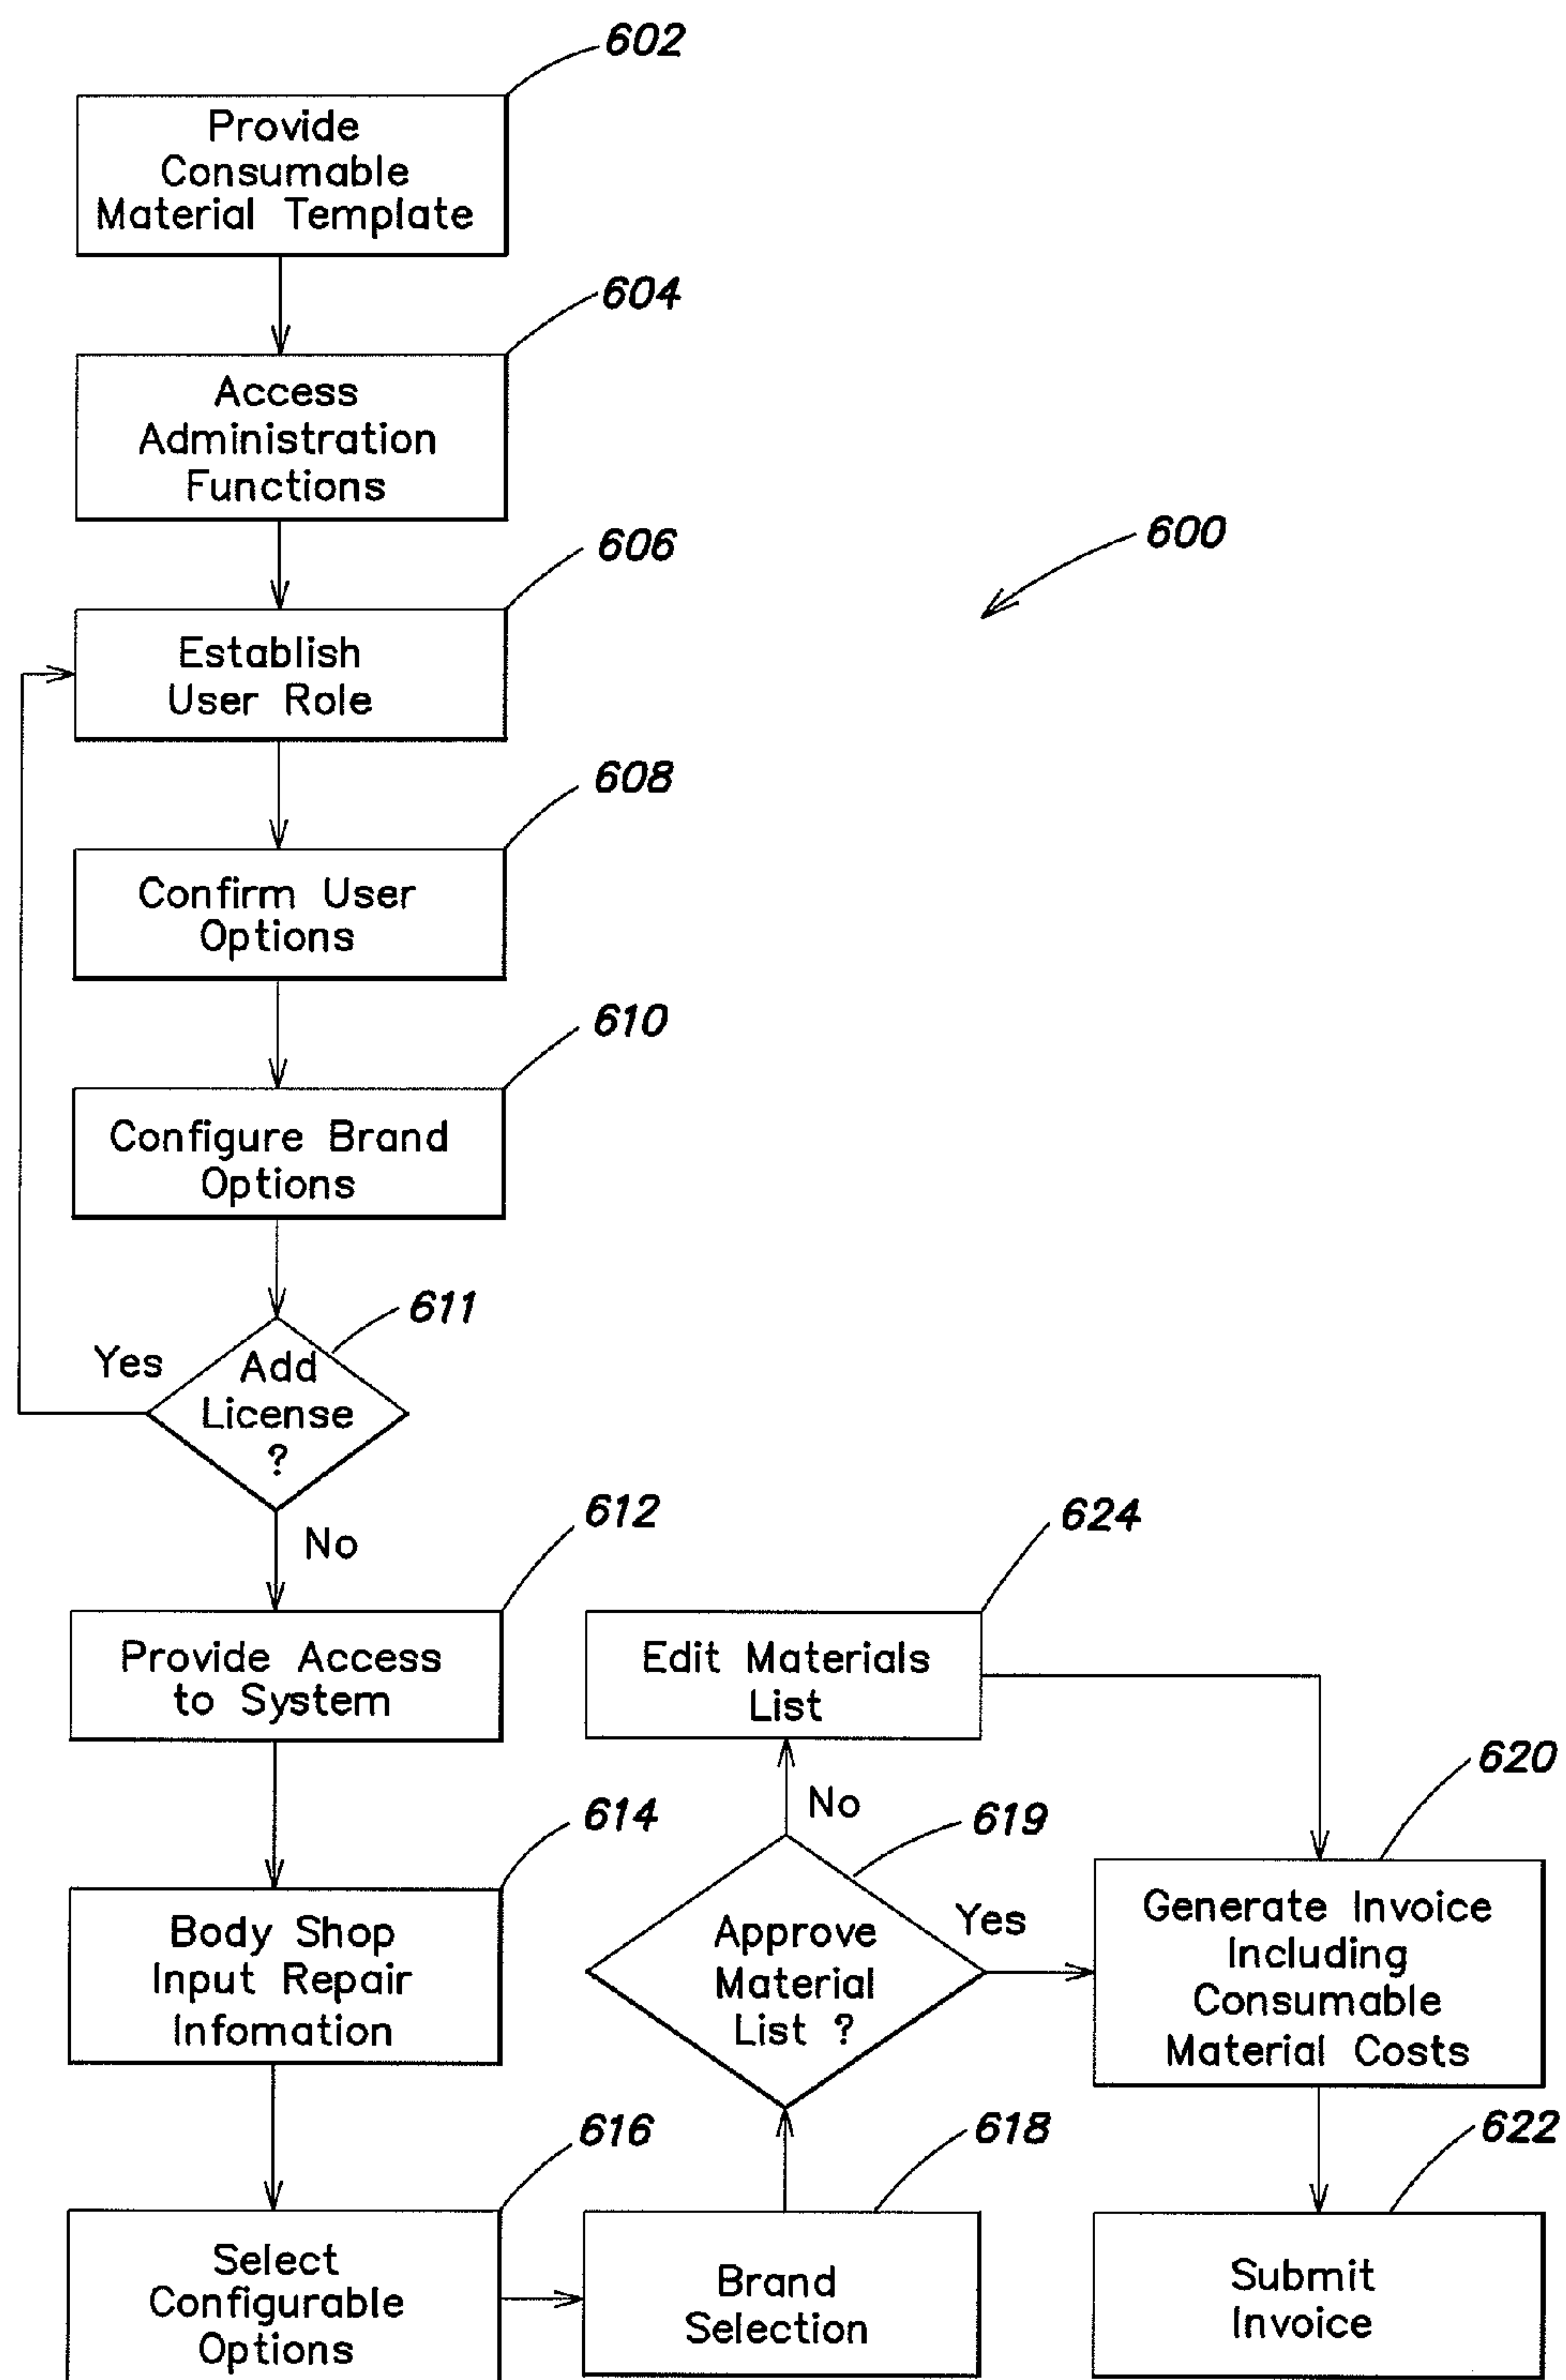 602
Provide
Consumable
Material Template
604
Access
Administration
Functions
606
Establish
User Role
600
608
Confirm User
Options
610
Configure Brand
Options
611
Yes
Add
License
?
No
612
Provide Access
to System
614
Body Shop
Input Repair
Infomation
616
Select
Configurable
Options
618
Brand
Selection
619
Approve
Material
List ?
No
Yes
624
Edit Materials
List
620
Generate Invoice
Including
Consumable
Material Costs
622
Submit
Invoice